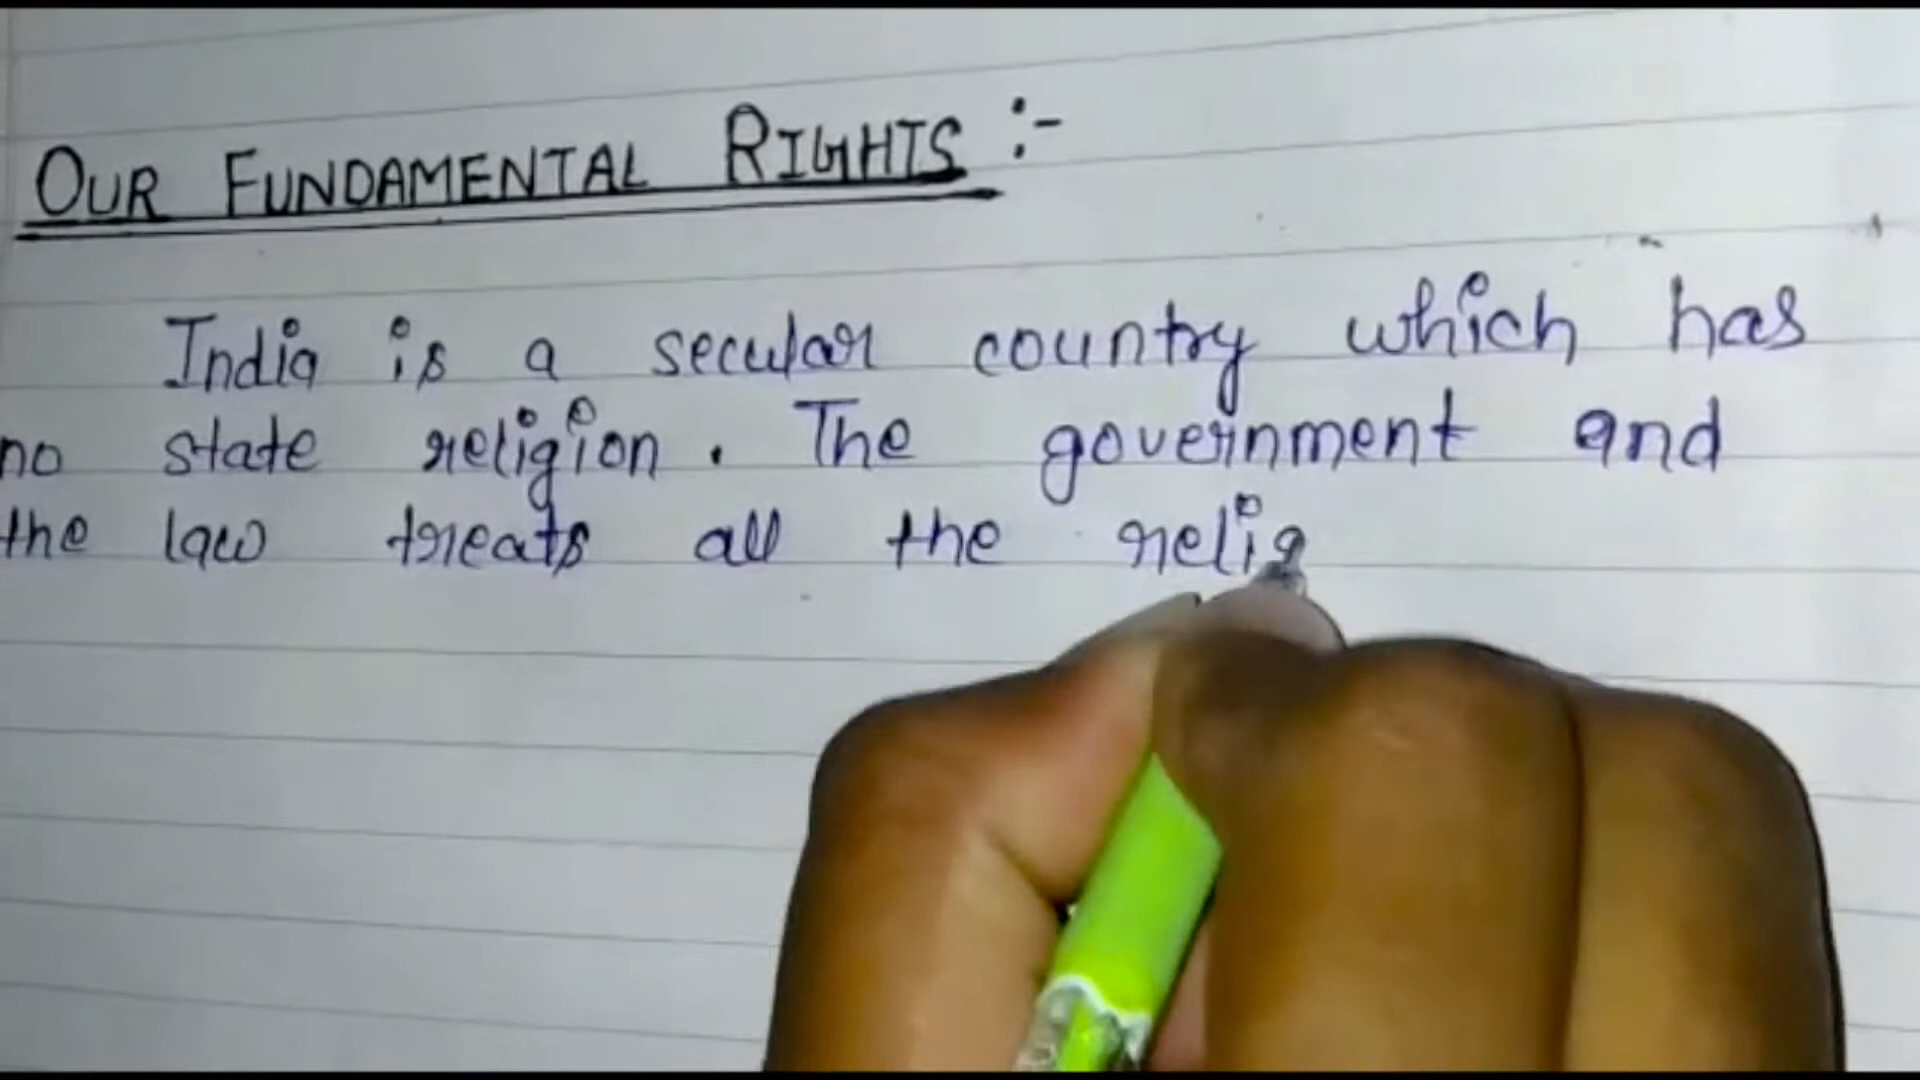 OUR FUNDAMENTAL RIGHTS :-
India is a secular country which has
no state religion. The government and
the law treats all the relig